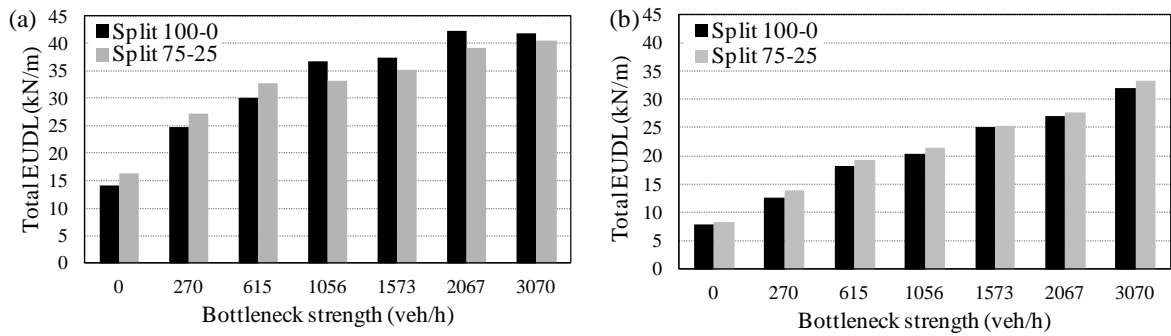 (a)
Total EUDL (kN/m)
45
40
35
30
25
20
15
10
5
0
Split 100-0
Split 75-25
0 270 615 1056 1573 2067 3070
Bottleneck strength (veh/h)
(b)
Total EUDL (kN/m)
45
40
35
30
25
20
15
10
5
0
Split 100-0
Split 75-25
0 270 615 1056 1573 2067 3070
Bottleneck strength (veh/h)